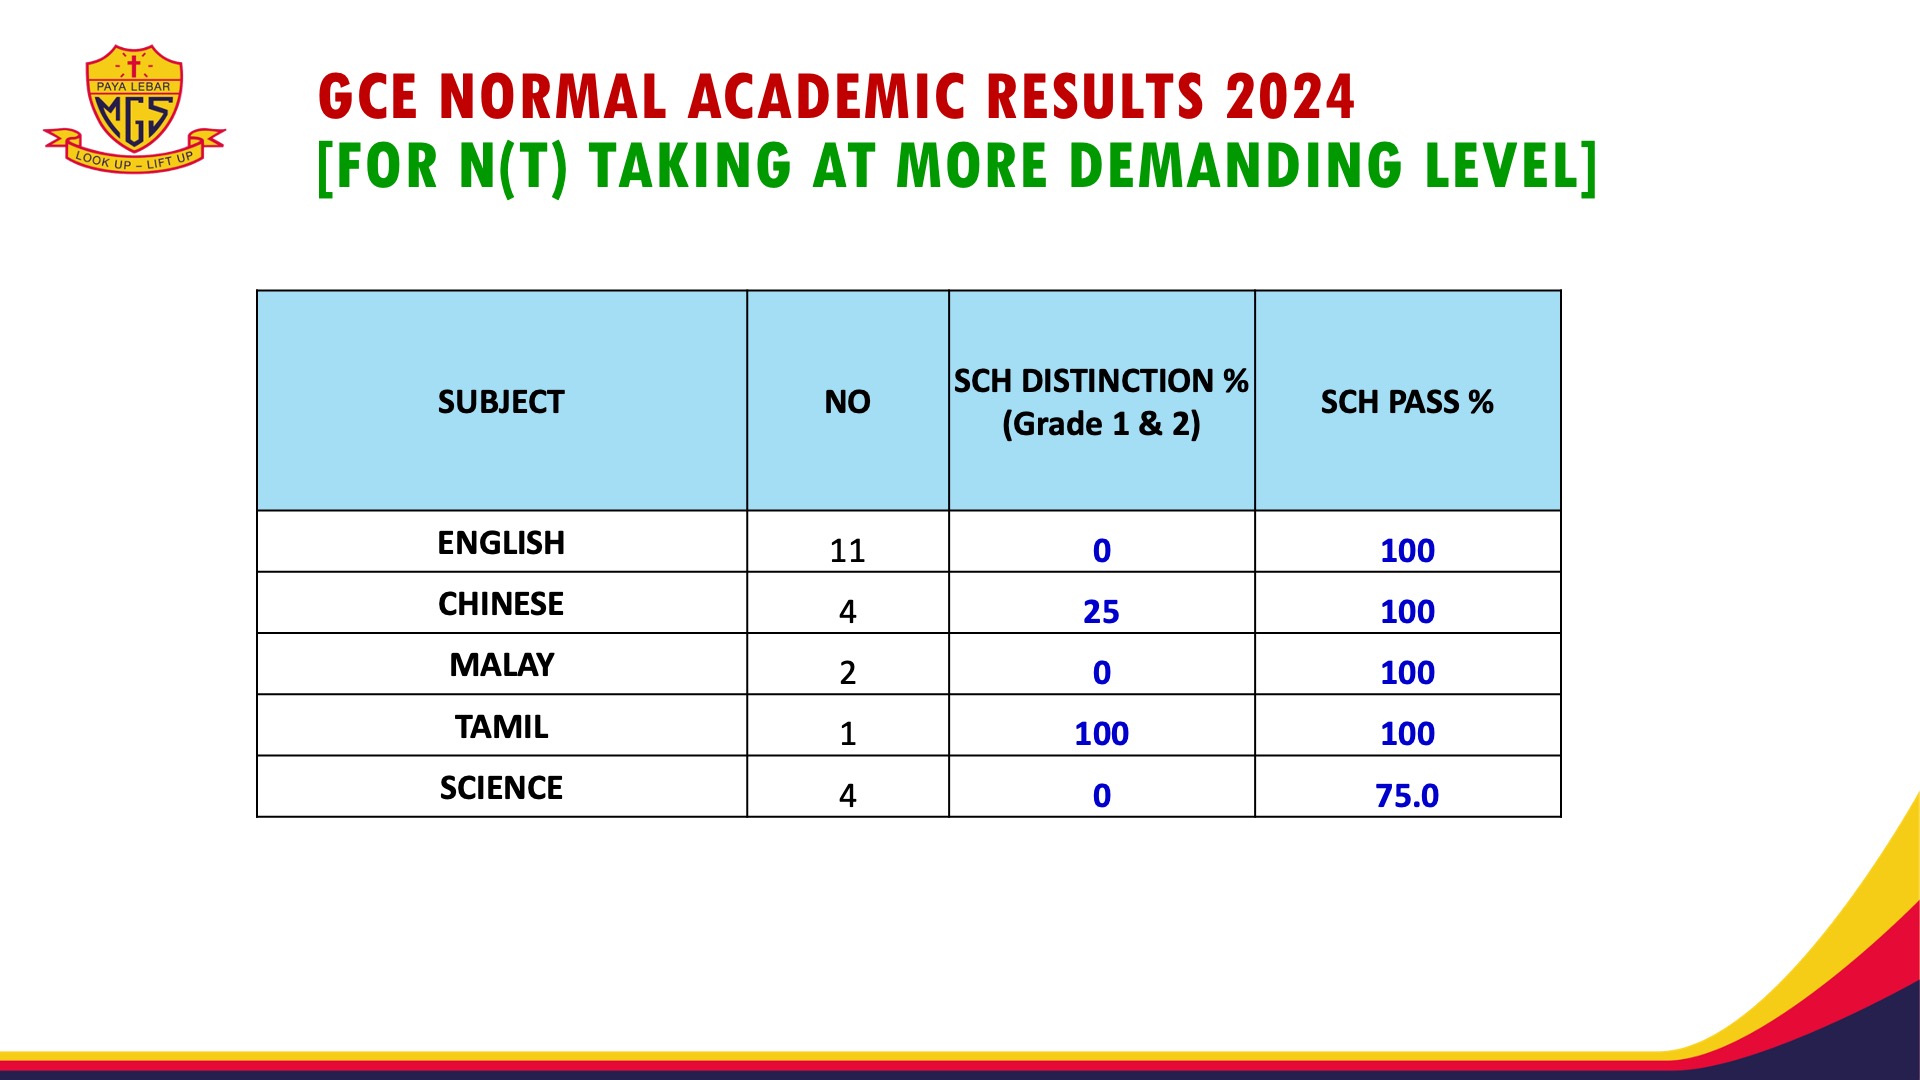 PAYA LEBAR
MGS
LOOK UP – LIFT UP
GCE NORMAL ACADEMIC RESULTS 2024
[FOR N(T) TAKING AT MORE DEMANDING LEVEL]
SUBJECT NO SCH DISTINCTION % (Grade 1 & 2) SCH PASS %
ENGLISH 11 0 100
CHINESE 4 25 100
MALAY 2 0 100
TAMIL 1 100 100
SCIENCE 4 0 75.0